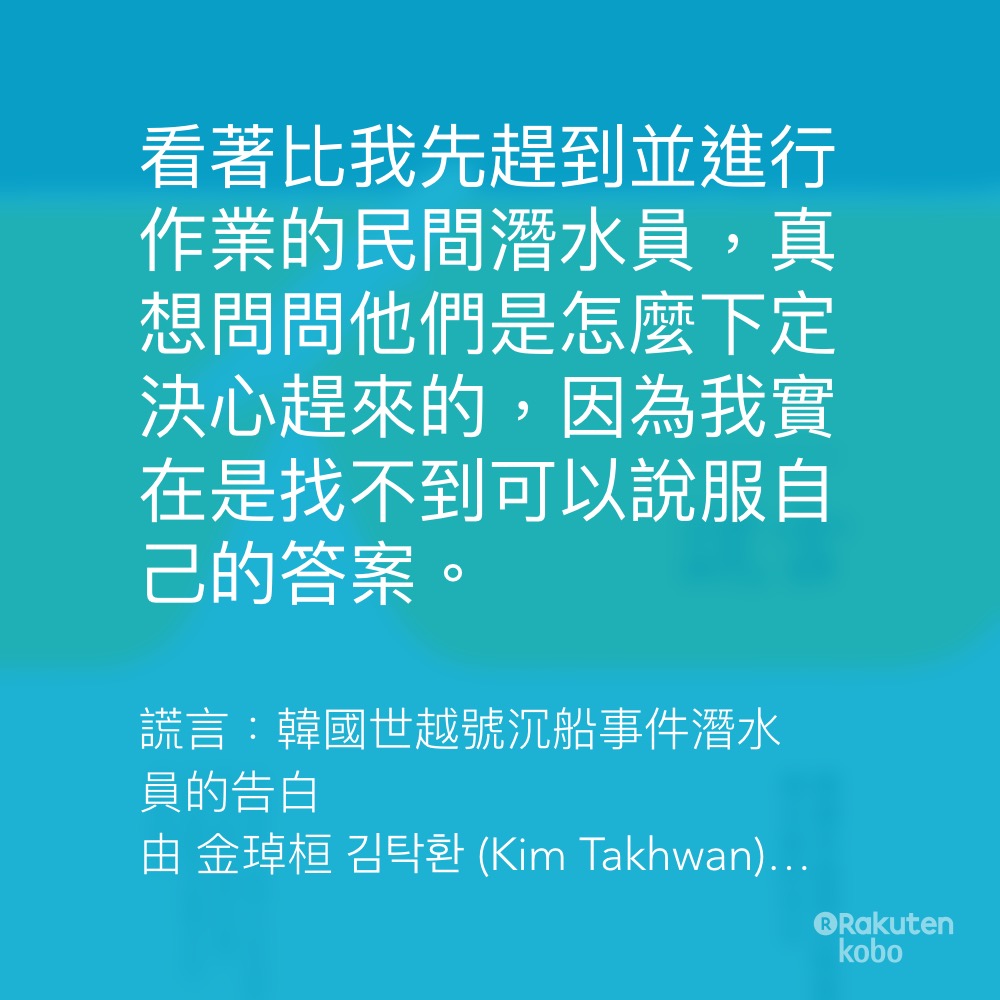 看著比我先趕到並進行
作業的民間潛水員，真
想問問他們是怎麼下定
決心趕來的，因為我實
在是找不到可以說服自
己的答案。
謊言：韓國世越號沉船事件潛水
員的告白
由 金琸桓 김탁환 (Kim Takhwan)…
Rakuten
kobo